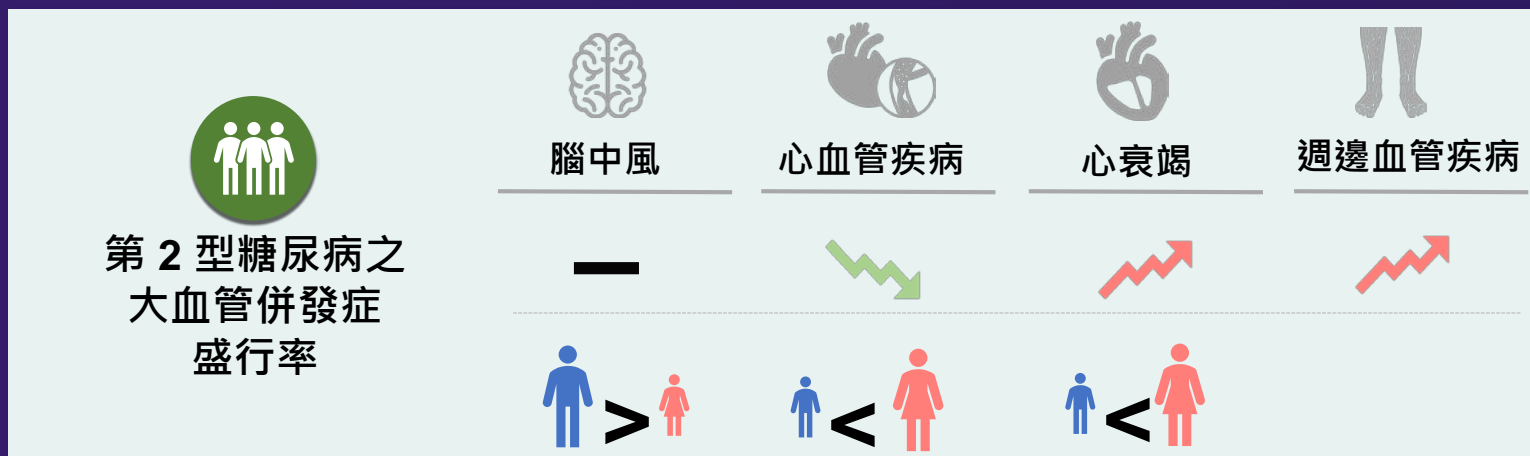 腦中風
心血管疾病
心衰竭
週邊血管疾病
第 2 型糖尿病之
大血管併發症
盛行率
>
<
<